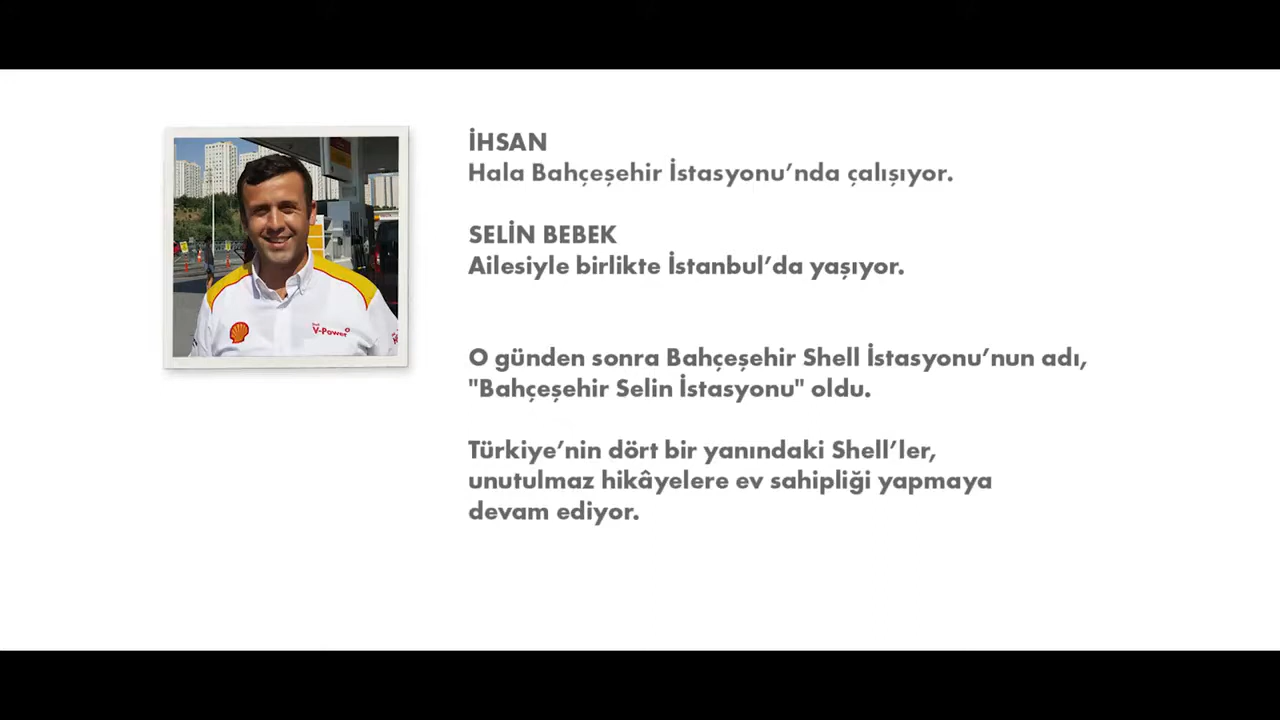 İHSAN
Hala Bahçeşehir İstasyonu’nda çalışıyor.
SELİN BEBEK
Ailesiyle birlikte İstanbul’da yaşıyor.
O günden sonra Bahçeşehir Shell İstasyonu’nun adı,
"Bahçeşehir Selin İstasyonu" oldu.
Türkiye’nin dört bir yanındaki Shell’ler,
unutulmaz hikâyelere ev sahipliği yapmaya
devam ediyor.
V-Power